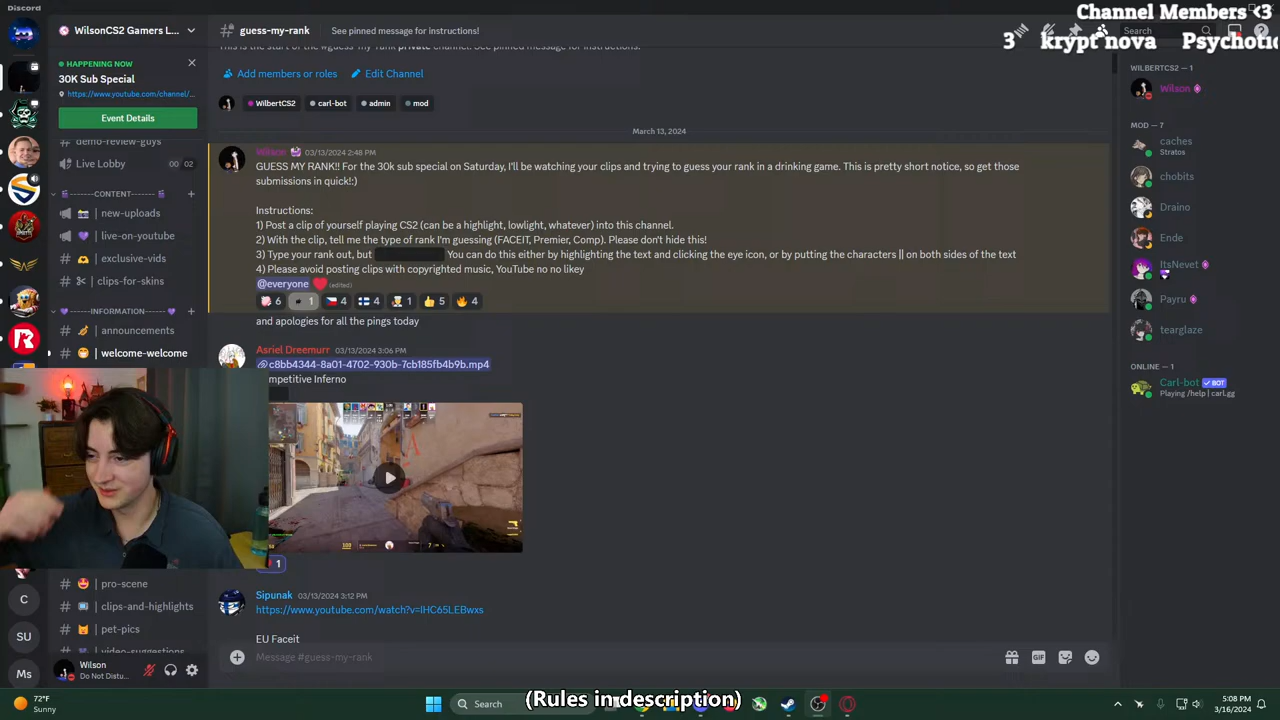 Discord
Channel Members <3
3 krypt nova Psychotic
WilsonCS2 Gamers L...
guess-my-rank
See pinned message for instructions!
Search
HAPPENING NOW
30K Sub Special
https://www.youtube.com/channel/...
Event Details
demo-review-guys
Live Lobby
00 02
-------CONTENT-------
| new-uploads
| live-on-youtube
| exclusive-vids
| clips-for-skins
-----INFORMATION-----
| announcements
| welcome-welcome
| pro-scene
| clips-and-highlights
| pet-pics
| video-suggestions
C
SU
Ms
Wilson
Do Not Distu...
private channel. See pinned message for instructions.
Add members or roles
Edit Channel
WilbertCS2
carl-bot
admin
mod
March 13, 2024
Wilson 03/13/2024 2:48 PM
GUESS MY RANK!! For the 30k sub special on Saturday, I'll be watching your clips and trying to guess your rank in a drinking game. This is pretty short notice, so get those
submissions in quick!:)
Instructions:
1) Post a clip of yourself playing CS2 (can be a highlight, lowlight, whatever) into this channel.
2) With the clip, tell me the type of rank I'm guessing (FACEIT, Premier, Comp). Please don't hide this!
3) Type your rank out, but You can do this either by highlighting the text and clicking the eye icon, or by putting the characters || on both sides of the text
4) Please avoid posting clips with copyrighted music, YouTube no no likey
@everyone ❤️ (edited)
6 1 4 4 1 5 4
and apologies for all the pings today
Asriel Dreemurr 03/13/2024 3:06 PM
c8bb4344-8a01-4702-930b-7cb185fb4b9b.mp4
mpetitive Inferno
1
Sipunak 03/13/2024 3:12 PM
https://www.youtube.com/watch?v=lHC65LEBwxs
EU Faceit
Message #guess-my-rank
GIF
WILBERTCS2 — 1
Wilson
MOD — 7
caches
Stratos
chobits
Draino
Ende
ItsNevet
Payru
tearglaze
ONLINE — 1
Carl-bot BOT
Playing /help | carl.gg
72°F
Sunny
Search
(Rules in description)
5:08 PM
3/16/2024